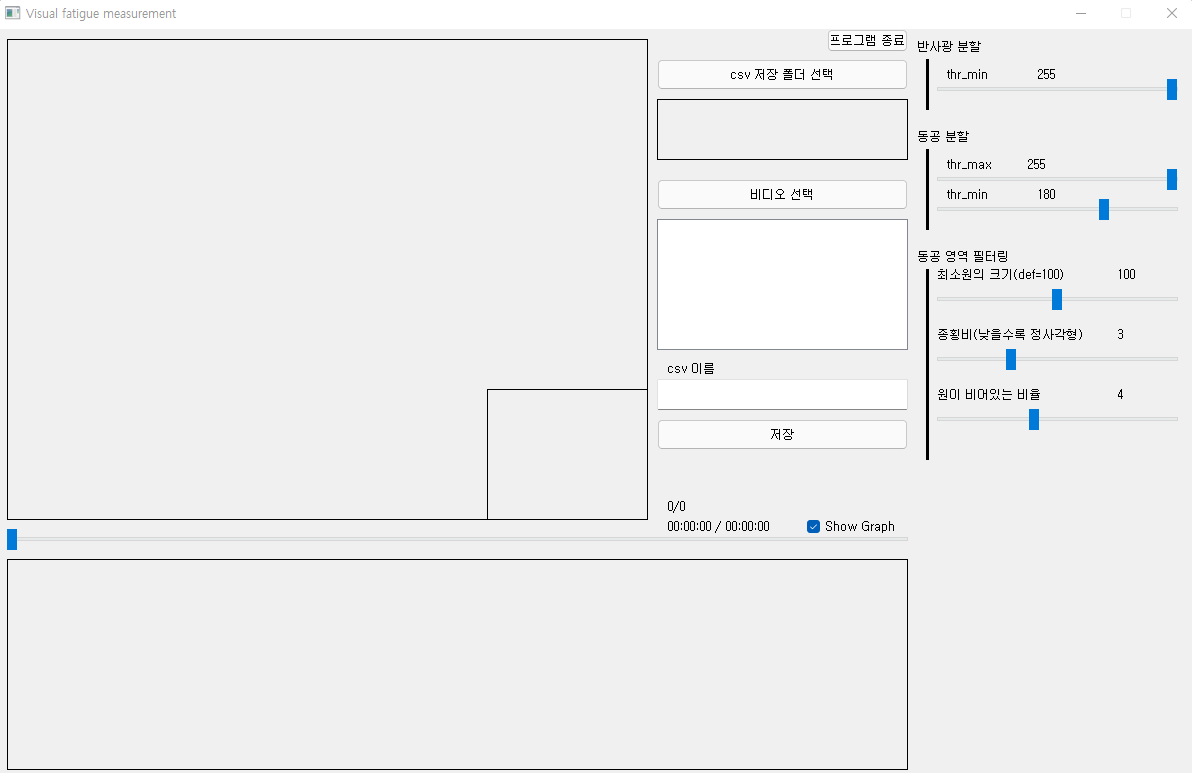 Visual fatigue measurement
프로그램 종료
csv 저장 폴더 선택
비디오 선택
csv 이름
저장
0/0
00:00:00 / 00:00:00
Show Graph
반사광 분할
thr_min 255
동공 분할
thr_max 255
thr_min 180
동공 영역 필터링
최소원의 크기(def=100) 100
종횡비(낮을수록 정사각형) 3
원이 비어있는 비율 4